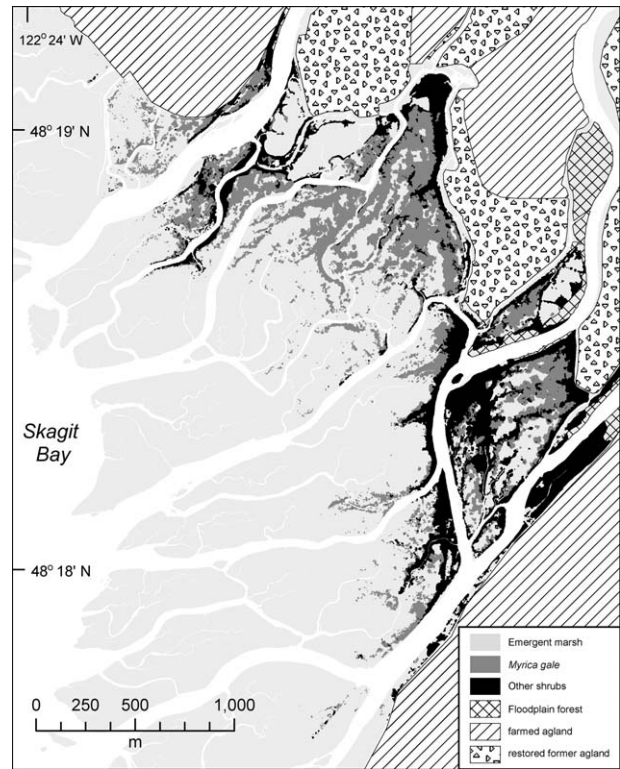 122° 24' W
48° 19' N
Skagit
Bay
48° 18' N
0 250 500 1,000
m
Emergent marsh
Myrica gale
Other shrubs
Floodplain forest
farmed agland
restored former agland